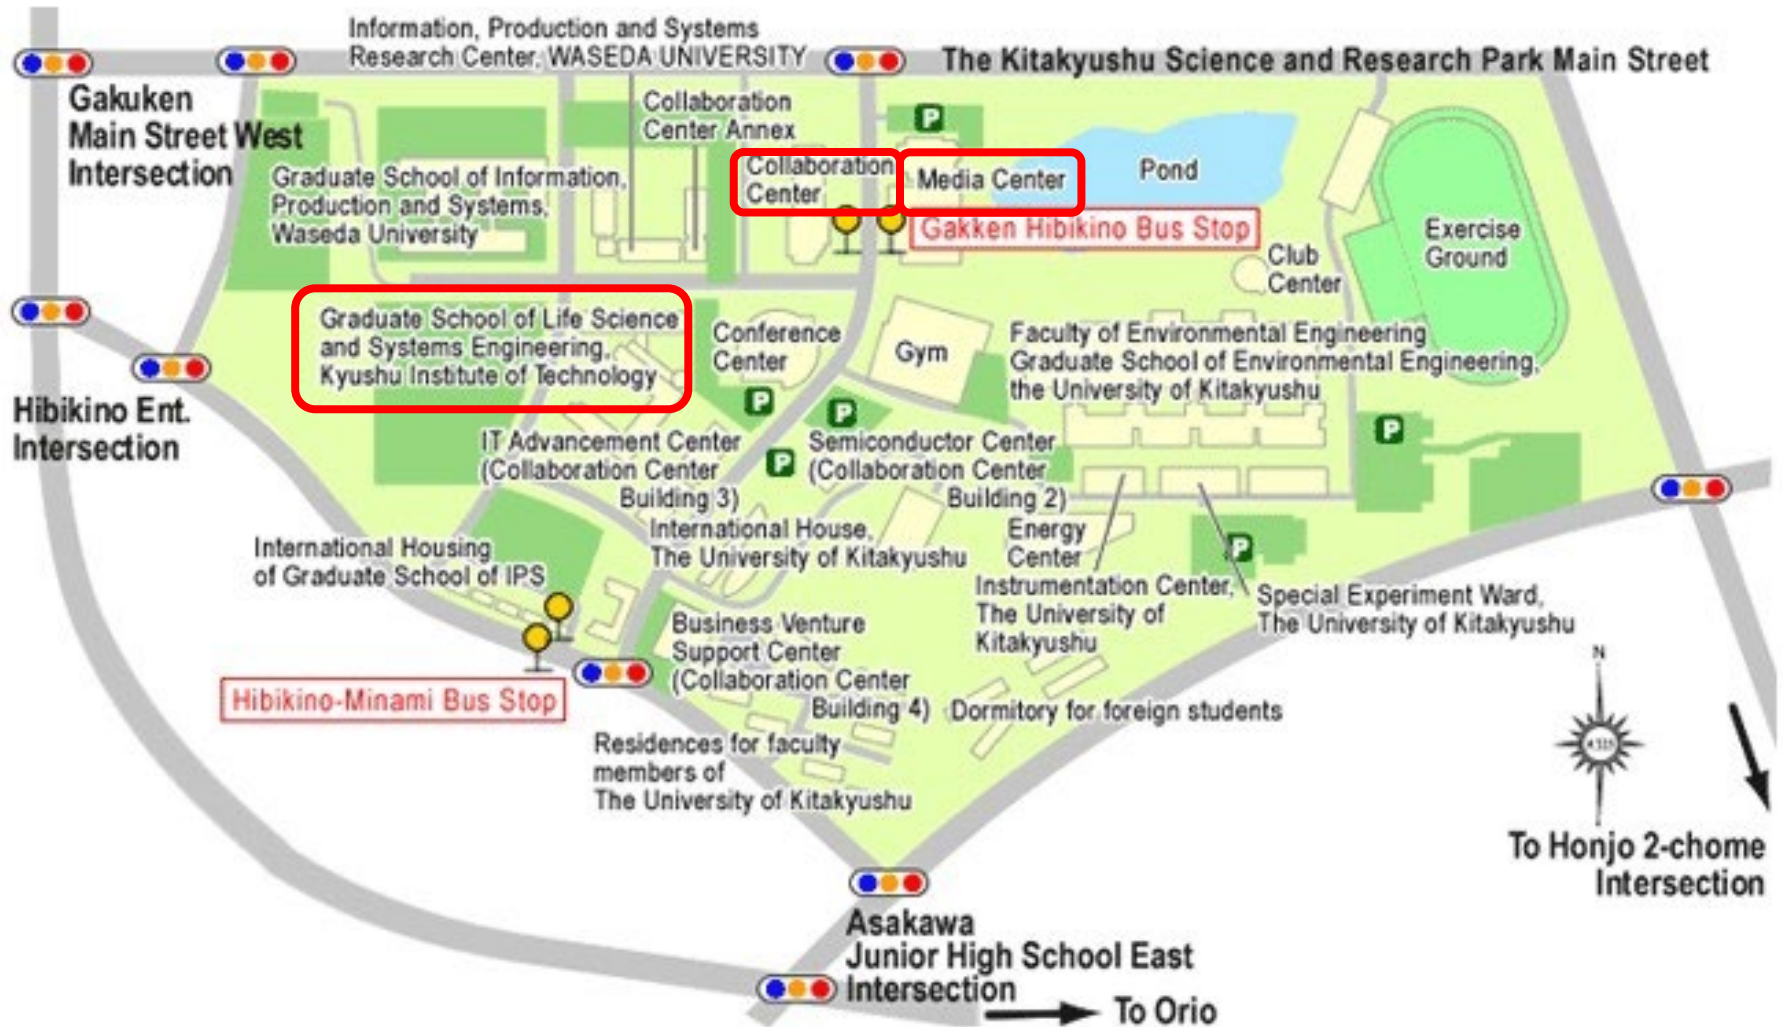 Information, Production and Systems
Research Center, WASEDA UNIVERSITY
The Kitakyushu Science and Research Park Main Street
Gakuken
Main Street West
Intersection
Collaboration
Center Annex
P
Collaboration
Center
Media Center
Pond
Graduate School of Information,
Production and Systems,
Waseda University
Gakken Hibikino Bus Stop
Exercise
Ground
Club
Center
Graduate School of Life Science
and Systems Engineering,
Kyushu Institute of Technology
Conference
Center
Gym
Faculty of Environmental Engineering
Graduate School of Environmental Engineering,
the University of Kitakyushu
Hibikino Ent.
Intersection
P
P
P
P
IT Advancement Center
(Collaboration Center
Building 3)
Semiconductor Center
(Collaboration Center
Building 2)
International House,
The University of Kitakyushu
Energy
Center
P
International Housing
of Graduate School of IPS
Instrumentation Center,
The University of
Kitakyushu
Special Experiment Ward,
The University of Kitakyushu
Business Venture
Support Center
(Collaboration Center
Building 4)
Hibikino-Minami Bus Stop
Dormitory for foreign students
Residences for faculty
members of
The University of Kitakyushu
N
To Honjo 2-chome
Intersection
Asakawa
Junior High School East
Intersection
To Orio